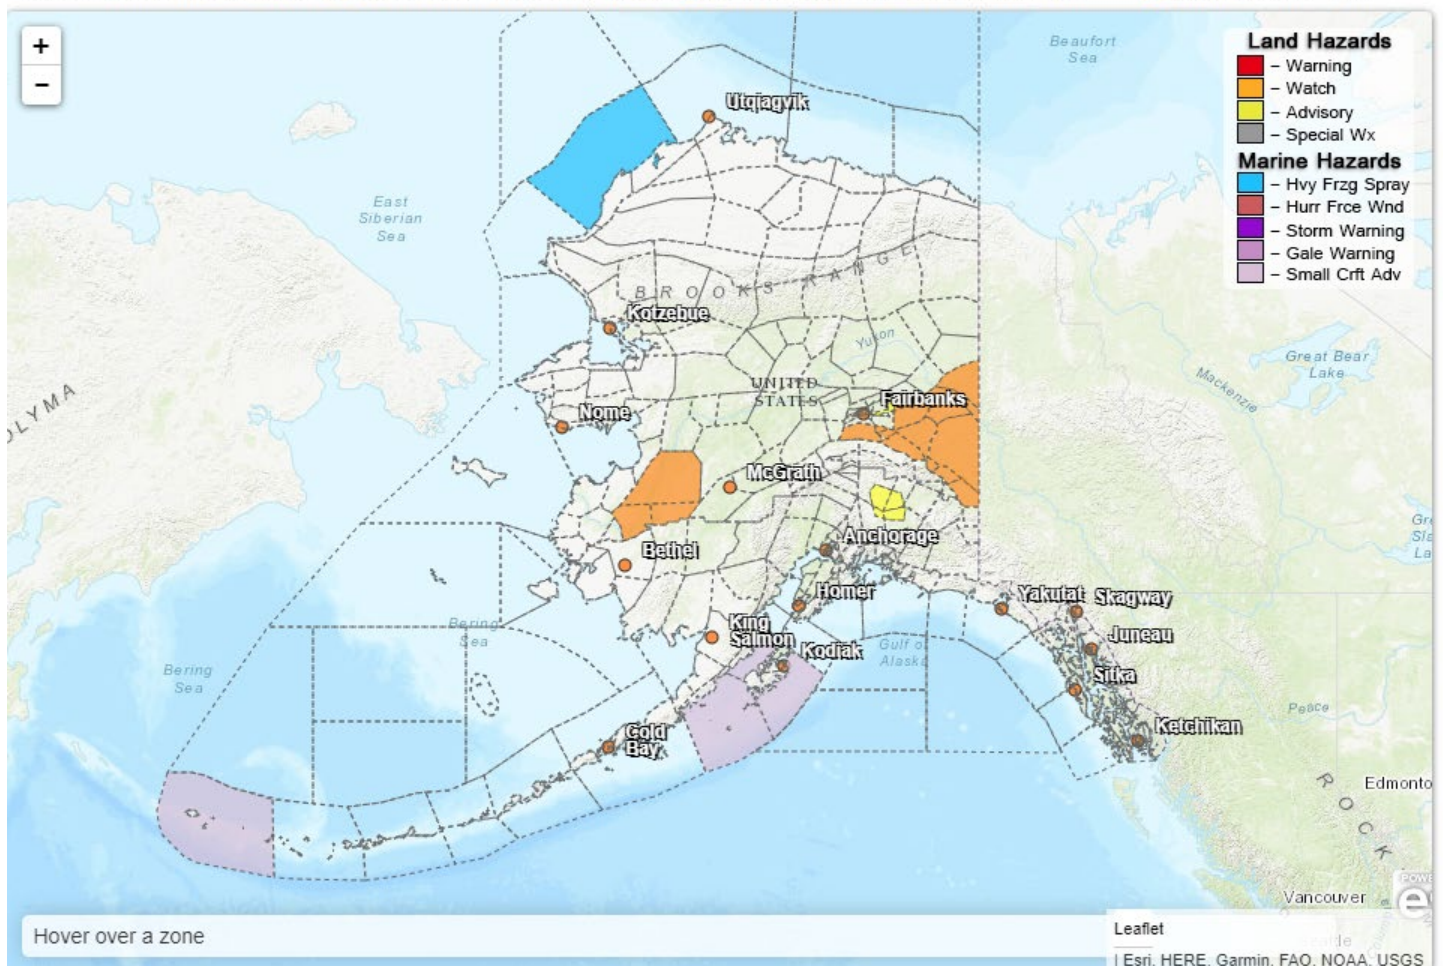 +
-
Land Hazards
– Warning
– Watch
– Advisory
– Special Wx
Marine Hazards
– Hvy Frzg Spray
– Hurr Frce Wnd
– Storm Warning
– Gale Warning
– Small Crft Adv
Beaufort
Sea
Utqiagvik
East
Siberian
Sea
BROOKS RANGE
Kotzebue
Yukon
Great Bear
Lake
Mackenzie
OLYMA
UNITED
STATES
Fairbanks
Nome
McGrath
Anchorage
Bethel
Homer
Yakutat
Skagway
King
Salmon
Juneau
Kodiak
Gulf o
Alaska
Bering
Sea
Bering
Sea
Sitka
Peace
Ketchikan
Cold
Bay
Edmonto
ROCK
Vancouver
POWE
e
Hover over a zone
Leaflet
| Esri, HERE, Garmin, FAO, NOAA, USGS